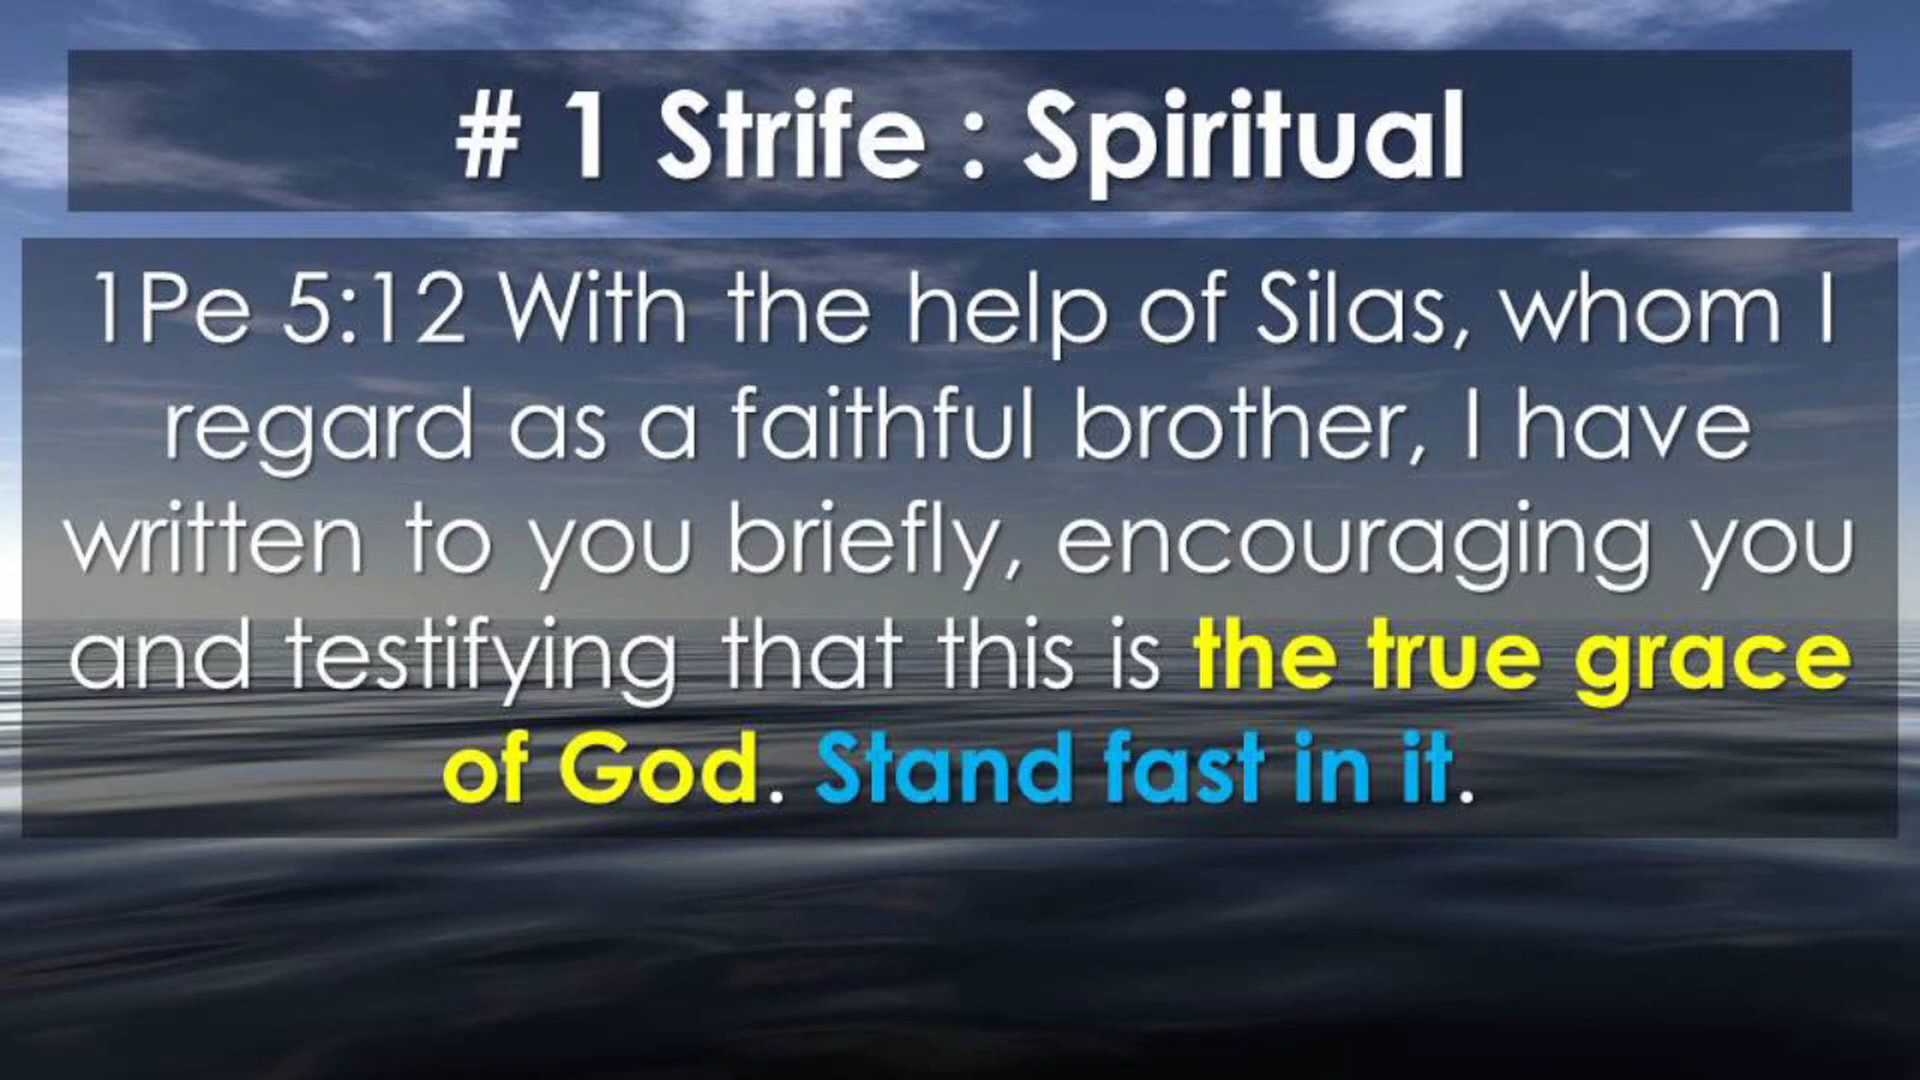 # 1 Strife : Spiritual
1Pe 5:12 With the help of Silas, whom I
regard as a faithful brother, I have
written to you briefly, encouraging you
and testifying that this is the true grace
of God. Stand fast in it.